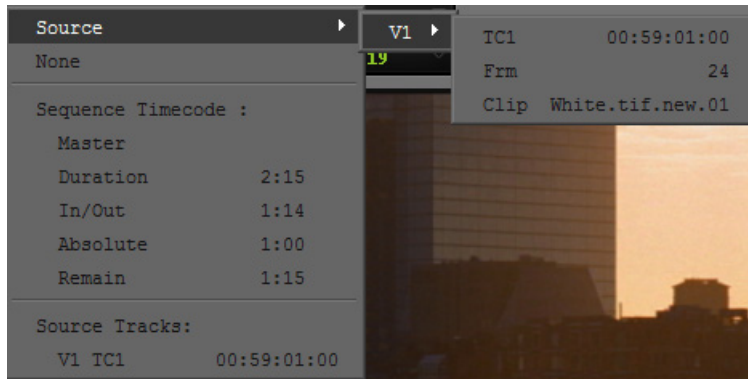 Source
None
Sequence Timecode :
Master
Duration 2:15
In/Out 1:14
Absolute 1:00
Remain 1:15
Source Tracks:
V1 TC1 00:59:01:00
V1
19
TC1 00:59:01:00
Frm 24
Clip White.tif.new.01